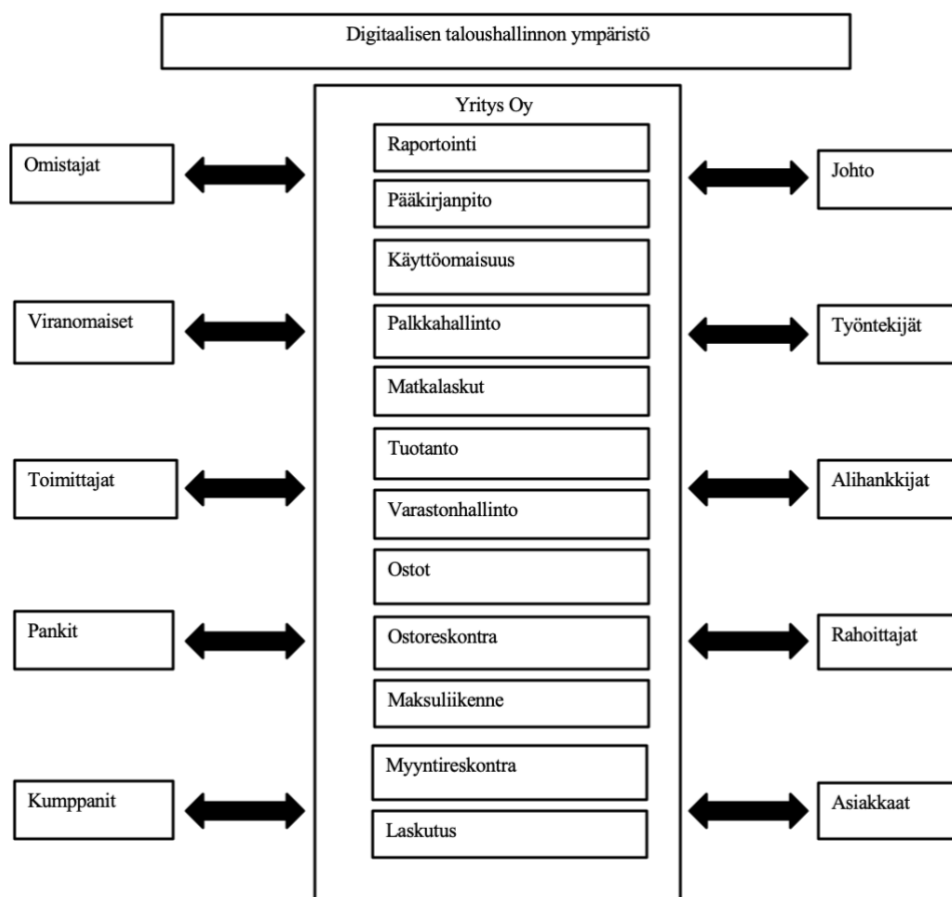 Digitaalisen taloushallinnon ympäristö
Yritys Oy
Omistajat
Viranomaiset
Toimittajat
Pankit
Kumppanit
Raportointi
Pääkirjanpito
Käyttöomaisuus
Palkkahallinto
Matkalaskut
Tuotanto
Varastonhallinto
Ostot
Ostoreskontra
Maksuliikenne
Myyntireskontra
Laskutus
Johto
Työntekijät
Alihankkijat
Rahoittajat
Asiakkaat